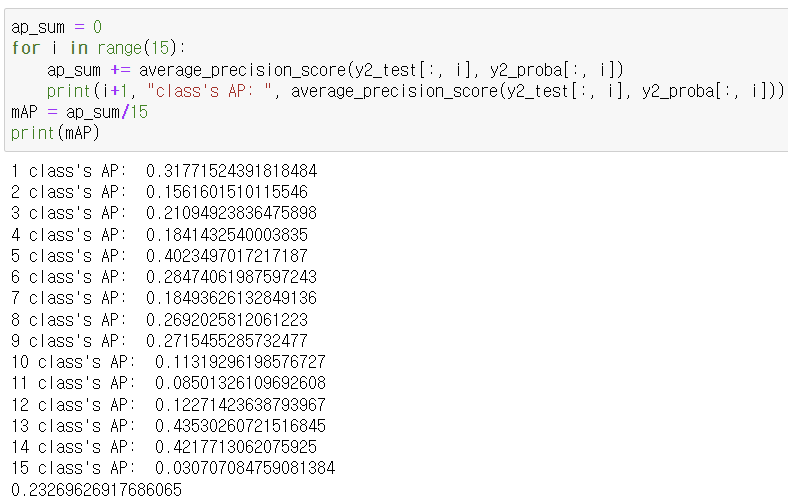 ap_sum = 0
for i in range(15):
    ap_sum += average_precision_score(y2_test[:, i], y2_proba[:, i])
    print(i+1, "class's AP: ", average_precision_score(y2_test[:, i], y2_proba[:, i]))
mAP = ap_sum/15
print(mAP)
1 class's AP:  0.31771524391818484
2 class's AP:  0.1561601510115546
3 class's AP:  0.21094923836475898
4 class's AP:  0.1841432540003835
5 class's AP:  0.4023497017217187
6 class's AP:  0.28474061987597243
7 class's AP:  0.18493626132849136
8 class's AP:  0.2692025812061223
9 class's AP:  0.2715455285732477
10 class's AP:  0.11319296198576727
11 class's AP:  0.08501326109692608
12 class's AP:  0.12271423638793967
13 class's AP:  0.43530260721516845
14 class's AP:  0.4217713062075925
15 class's AP:  0.030707084759081384
0.23269626917686065